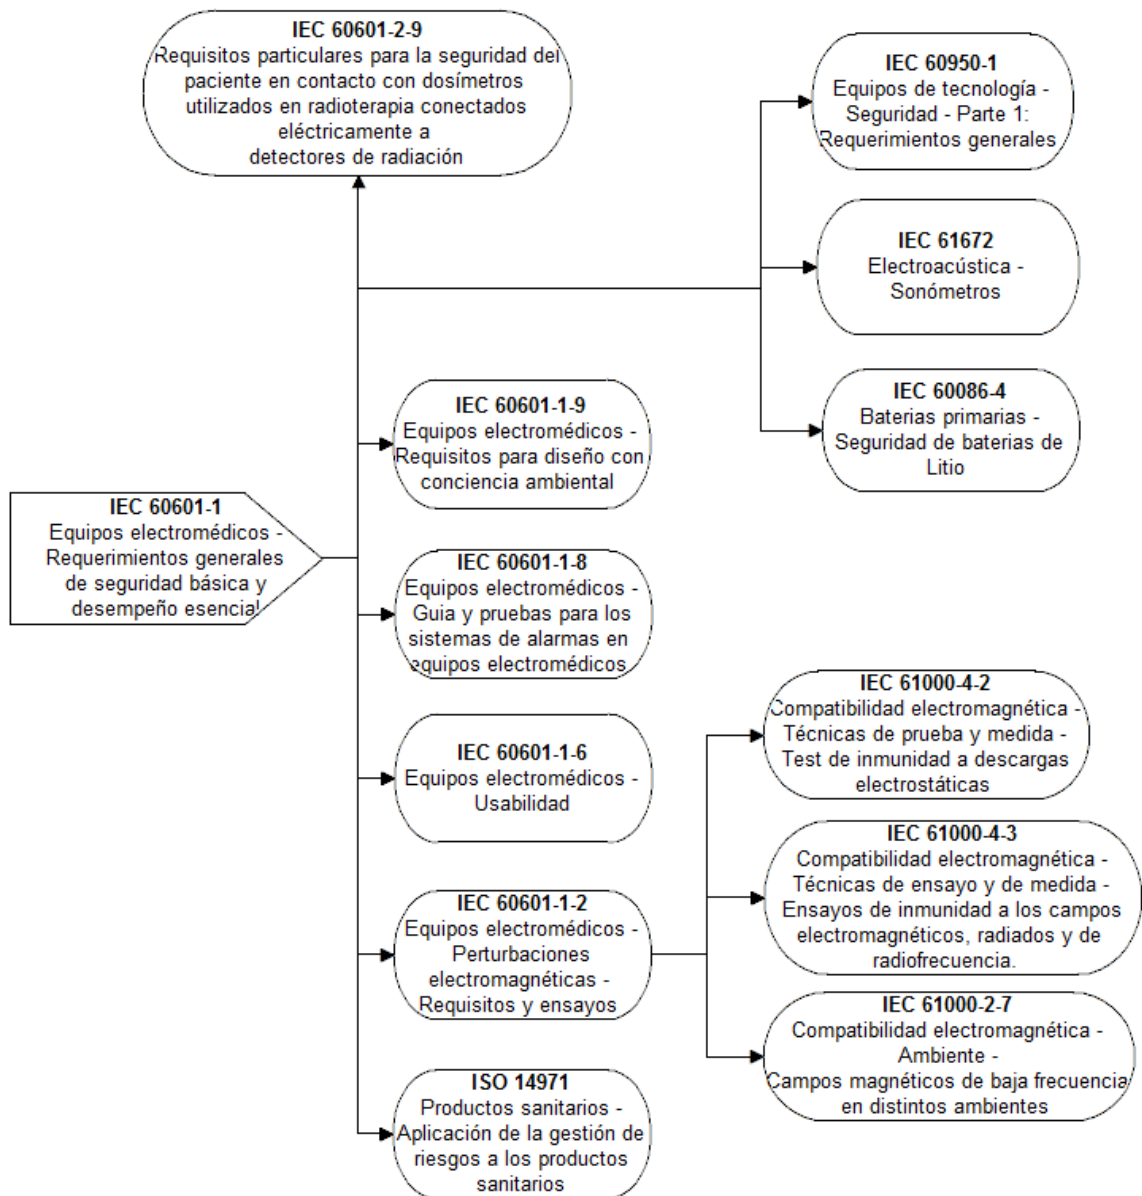 IEC 60601-2-9
Requisitos particulares para la seguridad del
paciente en contacto con dosímetros
utilizados en radioterapia conectados
eléctricamente a
detectores de radiación
IEC 60950-1
Equipos de tecnología -
Seguridad - Parte 1:
Requerimientos generales
IEC 61672
Electroacústica -
Sonómetros
IEC 60086-4
Baterias primarias -
Seguridad de baterias de
Litio
IEC 60601-1-9
Equipos electromédicos -
Requisitos para diseño con
conciencia ambiental
IEC 60601-1
Equipos electromédicos -
Requerimientos generales
de seguridad básica y
desempeño esencial
IEC 60601-1-8
Equipos electromédicos -
Guia y pruebas para los
sistemas de alarmas en
equipos electromédicos
IEC 60601-1-6
Equipos electromédicos -
Usabilidad
IEC 60601-1-2
Equipos electromédicos -
Perturbaciones
electromagnéticas -
Requisitos y ensayos
IEC 61000-4-2
Compatibilidad electromagnética -
Técnicas de prueba y medida -
Test de inmunidad a descargas
electrostáticas
IEC 61000-4-3
Compatibilidad electromagnética -
Técnicas de ensayo y de medida -
Ensayos de inmunidad a los campos
electromagnéticos, radiados y de
radiofrecuencia.
IEC 61000-2-7
Compatibilidad electromagnética -
Ambiente -
Campos magnéticos de baja frecuencia
en distintos ambientes
ISO 14971
Productos sanitarios -
Aplicación de la gestión de
riesgos a los productos
sanitarios